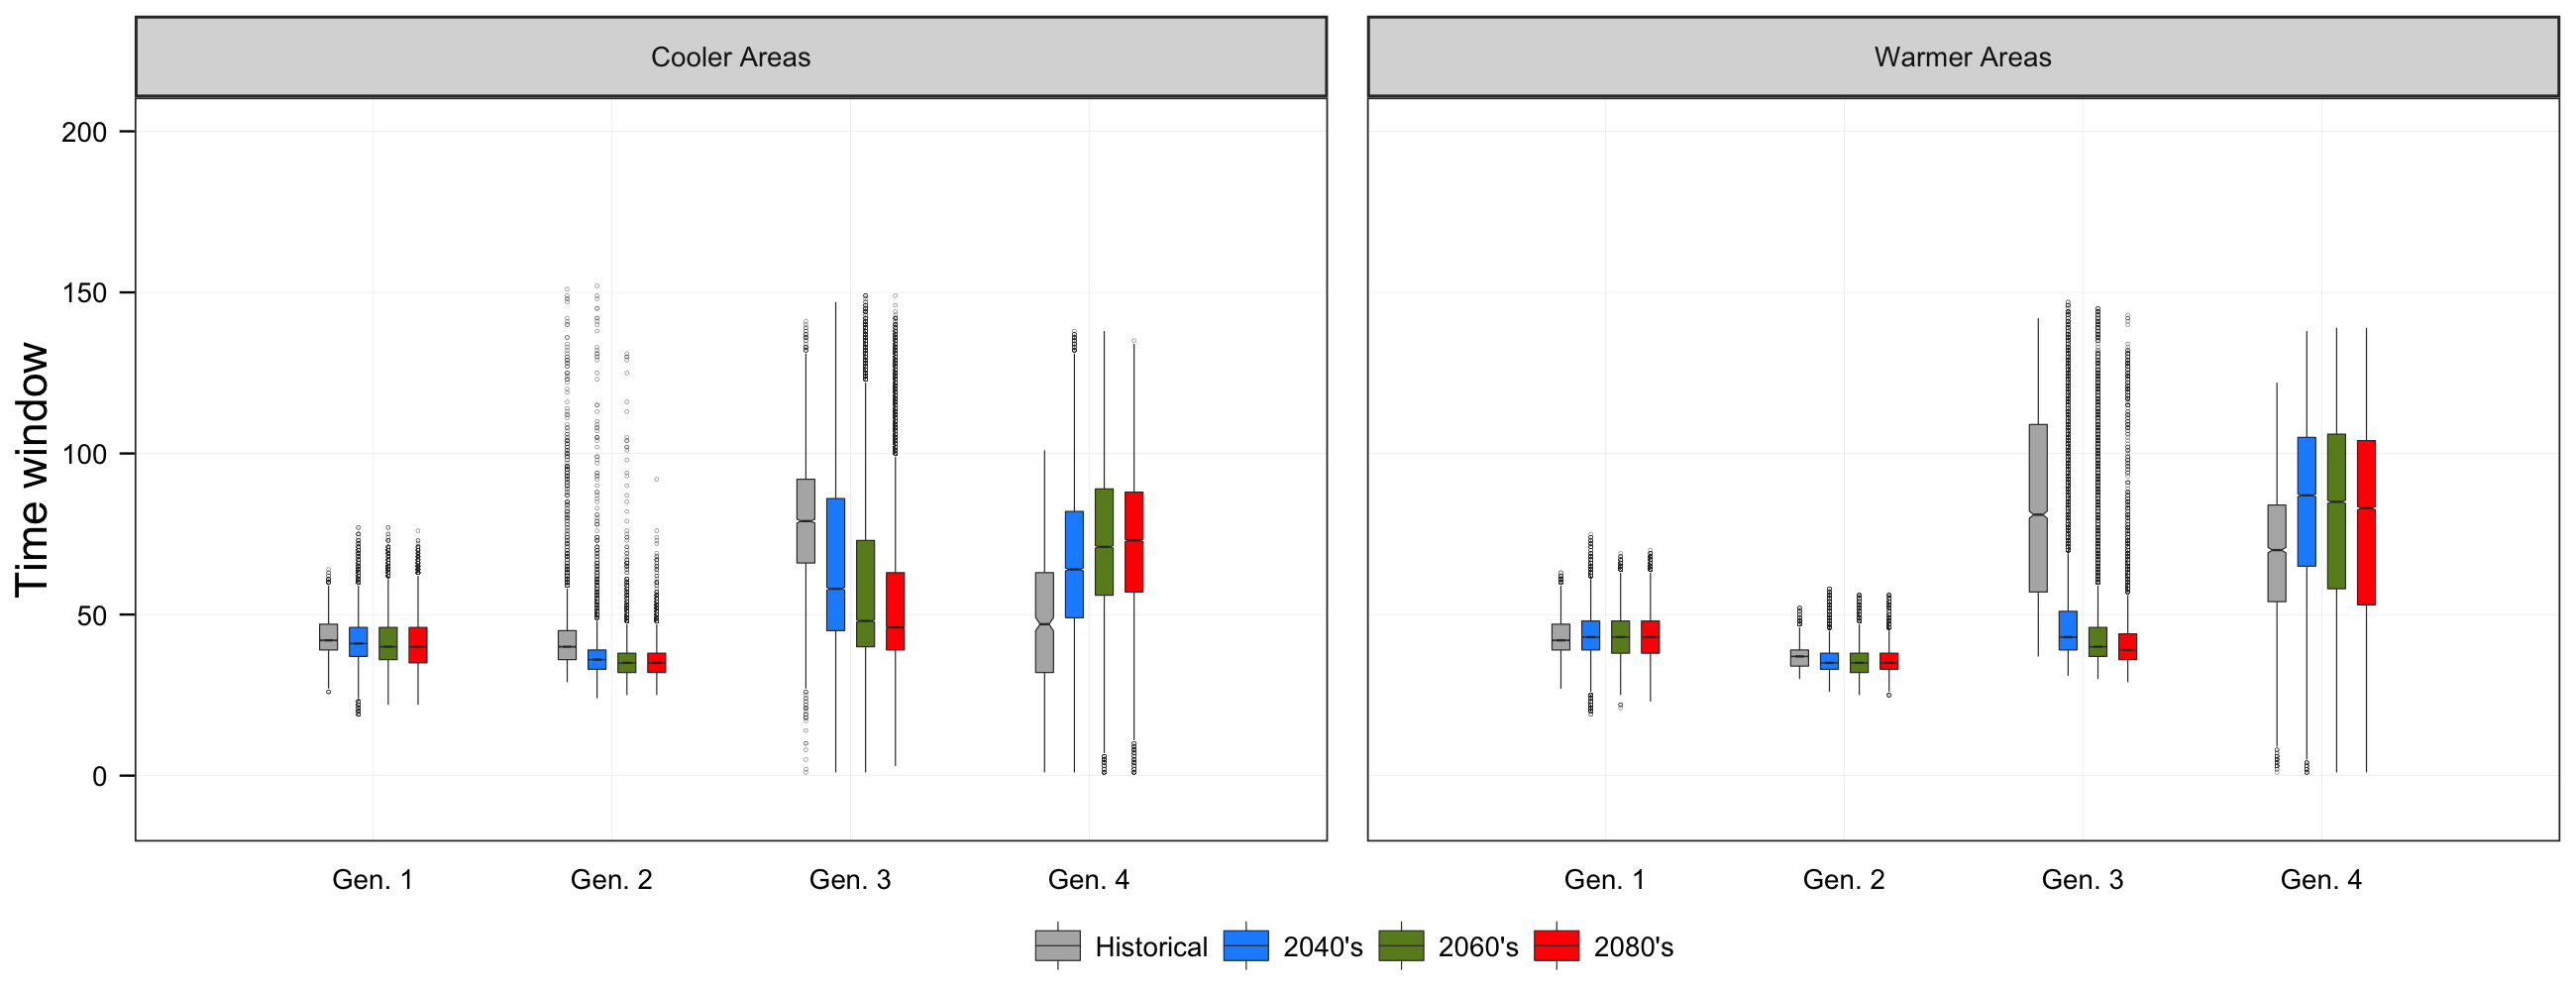 Cooler Areas
Warmer Areas
Time window
200
150
100
50
0
Gen. 1 Gen. 2 Gen. 3 Gen. 4
Gen. 1 Gen. 2 Gen. 3 Gen. 4
Historical 2040's 2060's 2080's